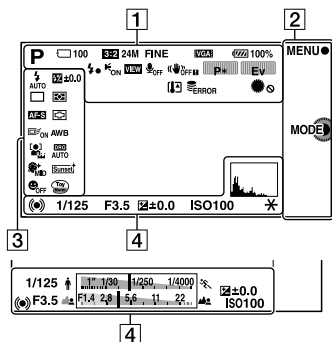 1
2
P 100 3:2 24M FINE VGA 100%
MENU
AUTO ±0.0
ON VIEW OFF OFF P* Ev
ERROR
AF-S
ON AWB
MODE
DRO AUTO
MID Sunset+
OFF Toy
3
1/125 F3.5 ±0.0 ISO100
4
1/125 1" 1/30 1/250 1/4000 ±0.0
F3.5 F1.4 2.8 5.6 11 22 ISO100
4